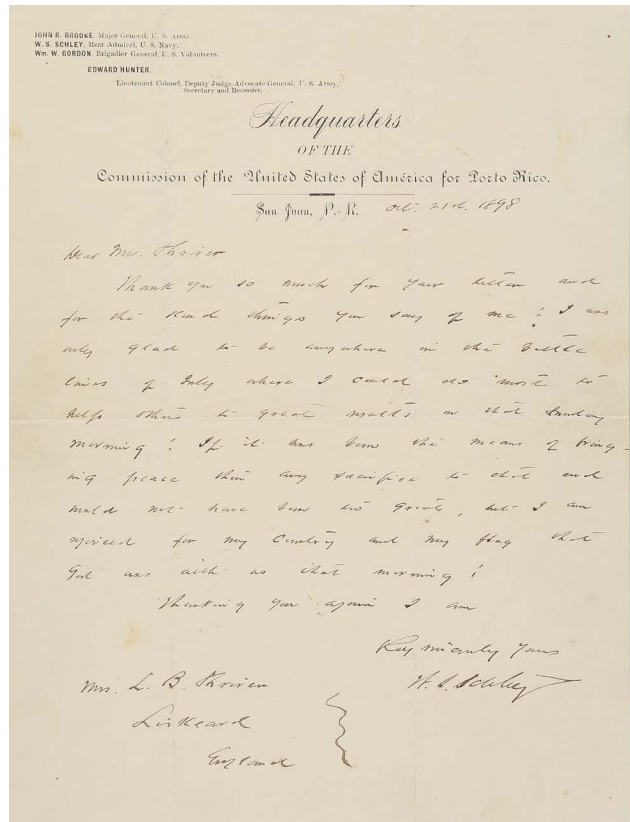 JOHN R. BROOKE, Major General, U. S. Army.
W. S. SCHLEY, Rear Admiral, U. S. Navy.
Wm. W. GORDON, Brigadier General, U. S. Volunteers.
EDWARD HUNTER,
Lieutenant Colonel, Deputy Judge-Advocate-General, U. S. Army,
Secretary and Recorder.
Headquarters
OF THE
Commission of the United States of América for Porto Rico.
San Juan, P.-R. Oct. 21st. 1898
Dear Mrs.
Thank you so much for your letter and
for the kind things you say of me! I was
only glad to be anywhere in the battle
lines of July where I could do most to
help others to great results on that Sunday
morning! If it has been the means of bring-
ing peace then any sacrifice to that end
would not have been too great, but I am
rejoiced for my Country and my flag that
God was with us that morning!
Thanking you again I am
Very sincerely yours
W. S. Schley
Mrs. L. B.
Liskeard
England